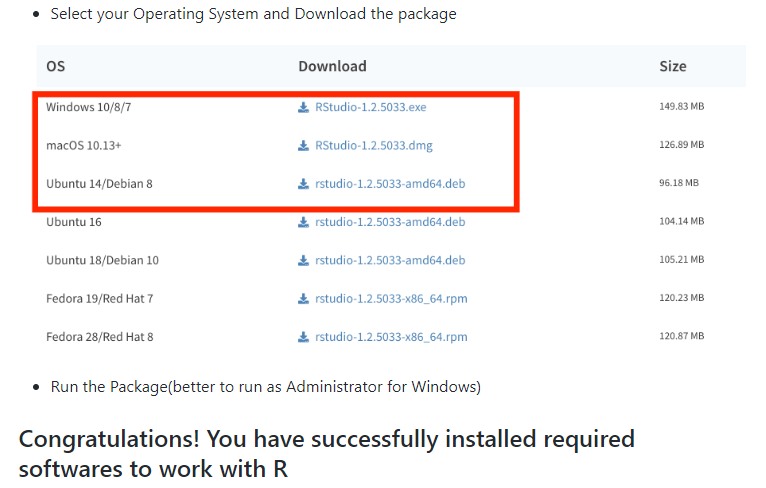 Select your Operating System and Download the package
OS Download Size
Windows 10/8/7 RStudio-1.2.5033.exe 149.83 MB
macOS 10.13+ RStudio-1.2.5033.dmg 126.89 MB
Ubuntu 14/Debian 8 rstudio-1.2.5033-amd64.deb 96.18 MB
Ubuntu 16 rstudio-1.2.5033-amd64.deb 104.14 MB
Ubuntu 18/Debian 10 rstudio-1.2.5033-amd64.deb 105.21 MB
Fedora 19/Red Hat 7 rstudio-1.2.5033-x86_64.rpm 120.23 MB
Fedora 28/Red Hat 8 rstudio-1.2.5033-x86_64.rpm 120.87 MB
Run the Package(better to run as Administrator for Windows)
Congratulations! You have successfully installed required
softwares to work with R